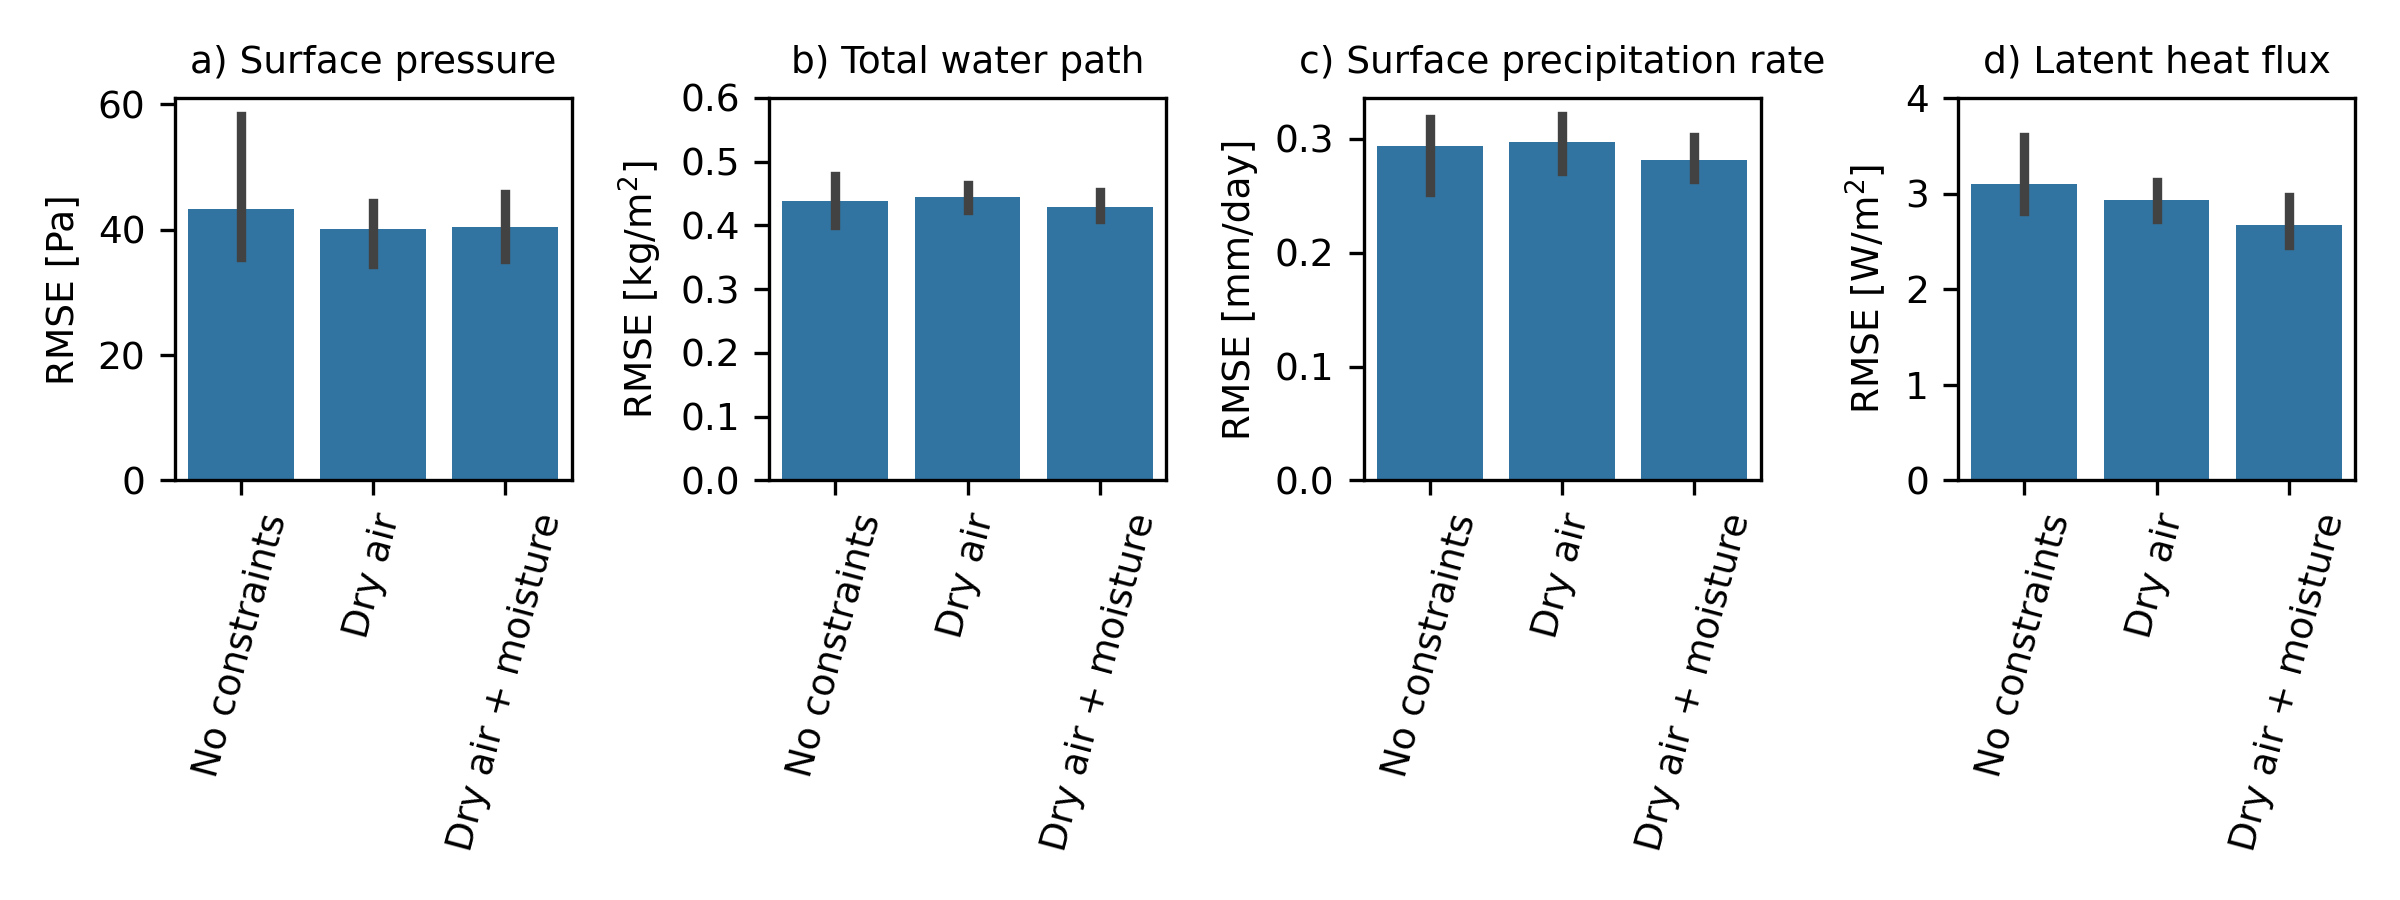 a) Surface pressure
RMSE [Pa]
60
40
20
0
No constraints
Dry air
Dry air + moisture
b) Total water path
RMSE [kg/m²]
0.6
0.5
0.4
0.3
0.2
0.1
0.0
No constraints
Dry air
Dry air + moisture
c) Surface precipitation rate
RMSE [mm/day]
0.3
0.2
0.1
0.0
No constraints
Dry air
Dry air + moisture
d) Latent heat flux
RMSE [W/m²]
4
3
2
1
0
No constraints
Dry air
Dry air + moisture